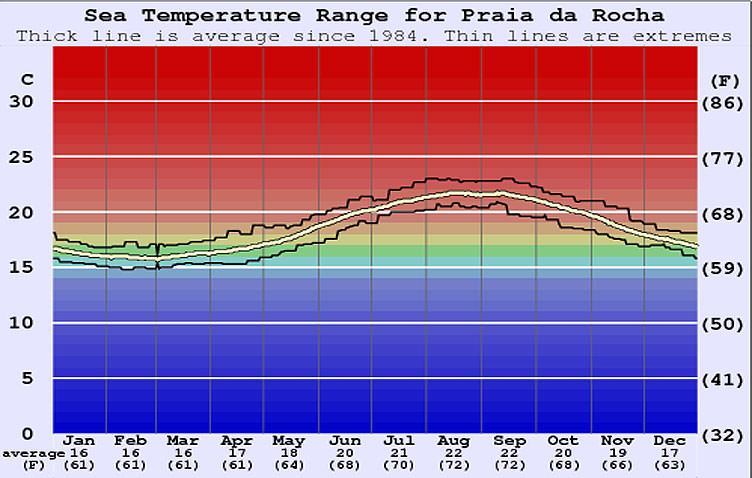 Sea Temperature Range for Praia da Rocha
Thick line is average since 1984. Thin lines are extremes
C (F)
30 (86)
25 (77)
20 (68)
15 (59)
10 (50)
5 (41)
0 (32)
Jan Feb Mar Apr May Jun Jul Aug Sep Oct Nov Dec
average 16 16 16 17 18 20 21 22 22 20 19 17
(F) (61) (61) (61) (61) (64) (68) (70) (72) (72) (68) (66) (63)